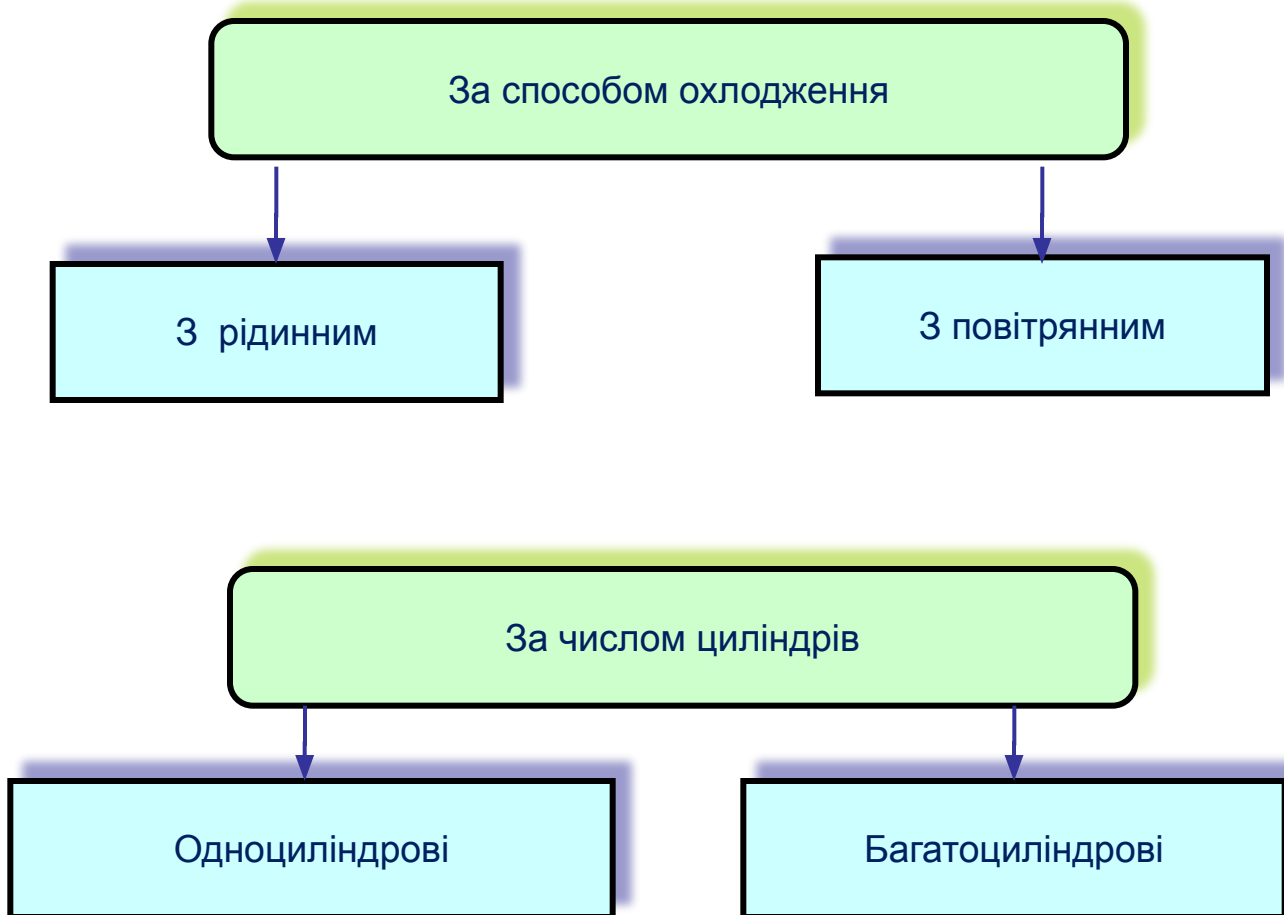 За способом охлодження
З рідинним
З повітрянним
За числом циліндрів
Одноциліндрові
Багатоциліндрові